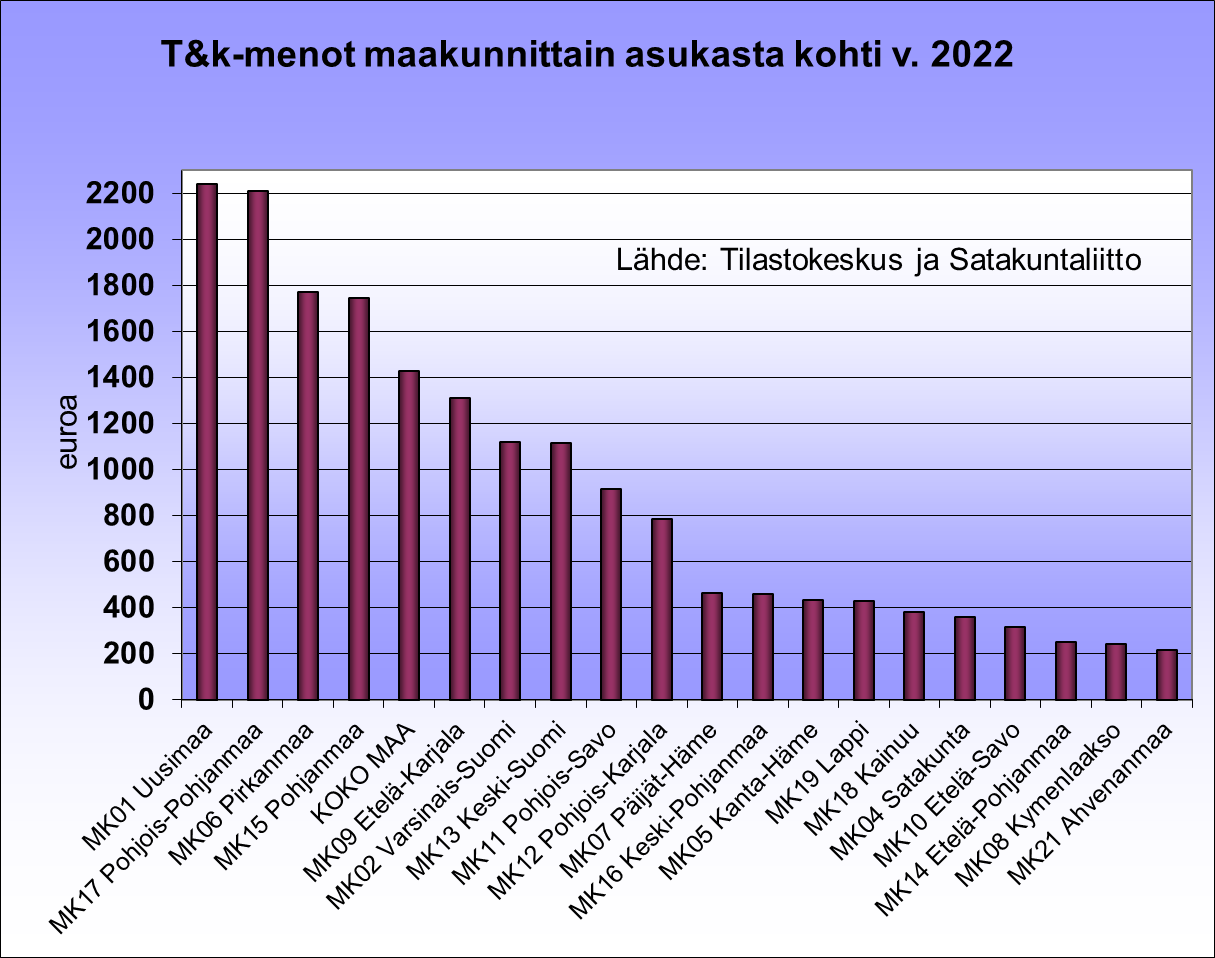 T&k-menot maakunnittain asukasta kohti v. 2022
Lähde: Tilastokeskus ja Satakuntaliitto
euroa
2200
2000
1800
1600
1400
1200
1000
800
600
400
200
0
MK01 Uusimaa
MK17 Pohjois-Pohjanmaa
MK06 Pirkanmaa
MK15 Pohjanmaa
KOKO MAA
MK09 Etelä-Karjala
MK02 Varsinais-Suomi
MK13 Keski-Suomi
MK11 Pohjois-Savo
MK12 Pohjois-Karjala
MK07 Päijät-Häme
MK16 Keski-Pohjanmaa
MK05 Kanta-Häme
MK19 Lappi
MK18 Kainuu
MK04 Satakunta
MK10 Etelä-Savo
MK14 Etelä-Pohjanmaa
MK08 Kymenlaakso
MK21 Ahvenanmaa